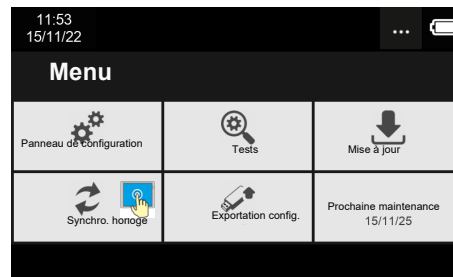 11:53
15/11/22
...
Menu
Panneau de configuration
Tests
Mise à jour
Synchro. horloge
Exportation config.
Prochaine maintenance
15/11/25